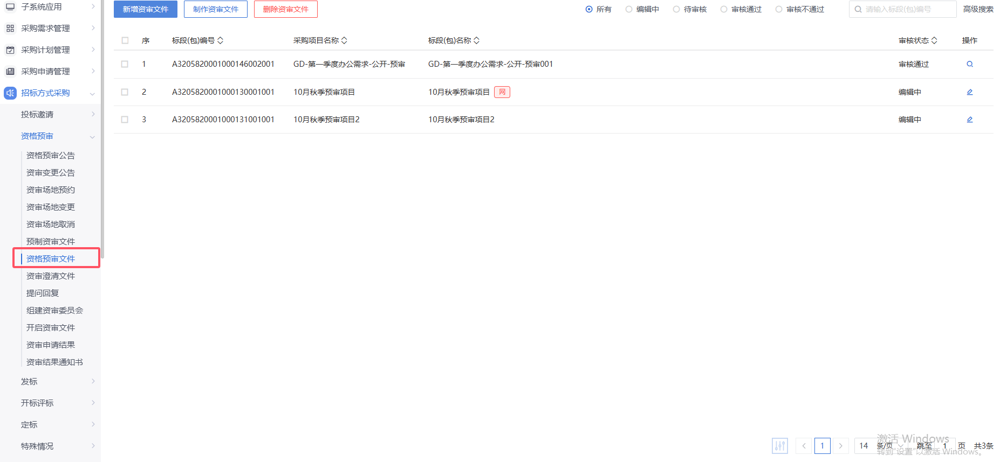 子系统应用
采购需求管理
采购计划管理
采购申请管理
招标方式采购
投标邀请
资格预审
资格预审公告
资审变更公告
资审场地预约
资审场地变更
资审场地取消
预制资审文件
资格预审文件
资审澄清文件
提问回复
组建资审委员会
开启资审文件
资审申请结果
资审结果通知书
发标
开标评标
定标
特殊情况
新增资审文件 制作资审文件 删除资审文件 所有 编辑中 待审核 审核通过 审核不通过 请输入标段(包)编号 高级搜索
序 标段(包)编号 采购项目名称 标段(包)名称 审核状态 操作
1 A3205820001000146002001 GD-第一季度办公需求-公开-预审 GD-第一季度办公需求-公开-预审001 审核通过
2 A3205820001000130001001 10月秋季预审项目 10月秋季预审项目 网 编辑中
3 A3205820001000131001001 10月秋季预审项目2 10月秋季预审项目2 编辑中
1 14 条/页 跳至 1 页 共3条
激活 Windows
转到"设置"以激活 Windows。